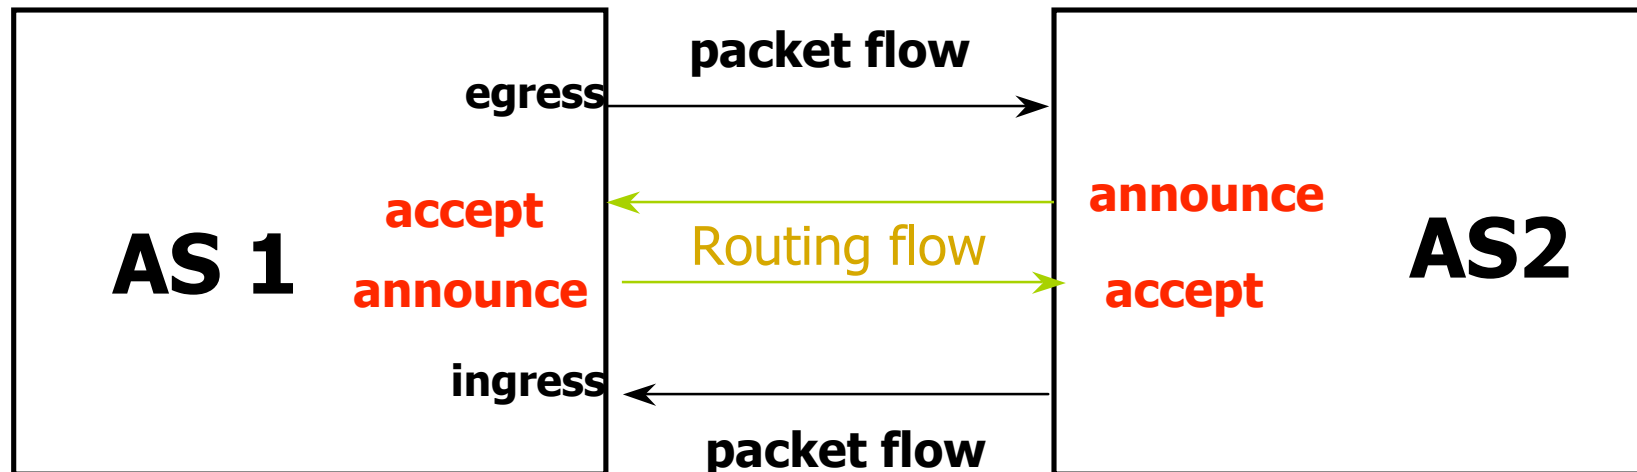 packet flow
egress
accept
announce
Routing flow
AS 1
AS2
announce
accept
ingress
packet flow